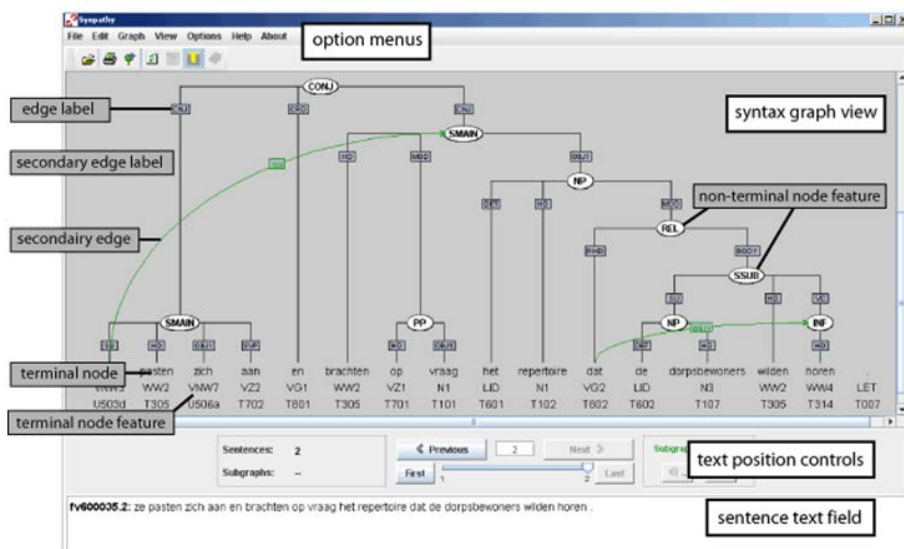 Synpathy
File Edit Graph View Options Help About
option menus
CONJ
edge label
CNJ CRD CNJ
syntax graph view
SMAIN
secondary edge label
SU
HD MOD OBJ1
NP
non-terminal node feature
DET HD MOD
REL
secondairy edge
RHD BODY
SSUB
SU HD VC
SMAIN PP NP INF
SU HD OBJ1 SVP HD OBJ1 DET HD OBJ1 HD
terminal node
pasten zich aan en brachten op vraag het repertoire dat de dorpsbewoners wilden horen .
WW2 VNW7 VZ2 VG1 WW2 VZ1 N1 LID N1 VG2 LID N3 WW2 WW4 LET
U503d T305 U506a T702 T801 T305 T701 T101 T601 T102 T802 T602 T107 T305 T314 T007
terminal node feature
Sentences: 2
Previous 2 Next
text position controls
Subgraphs: --
First 1 2 Last
fv600035.2: ze pasten zich aan en brachten op vraag het repertoire dat de dorpsbewoners wilden horen .
sentence text field